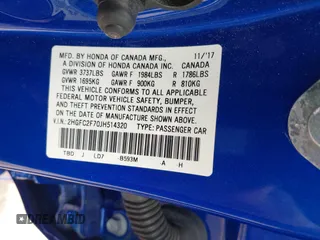 MFD. BY HONDA OF CANADA MFG., 11/'17
A DIVISION OF HONDA CANADA INC. CANADA
GVWR 3737LBS GAWR F 1984LBS R 1786LBS
GVWR 1695KG GAWR F 900KG R 810KG
THIS VEHICLE CONFORMS TO ALL APPLICABLE
FEDERAL MOTOR VEHICLE SAFETY, BUMPER,
AND THEFT PREVENTION STANDARDS IN EFFECT
ON THE DATE OF MANUFACTURE SHOWN ABOVE.
V.I.N.: 2HGFC2F70JH514320 TYPE: PASSENGER CAR
TBD J LD7 -B593M A -H
DREAMBID